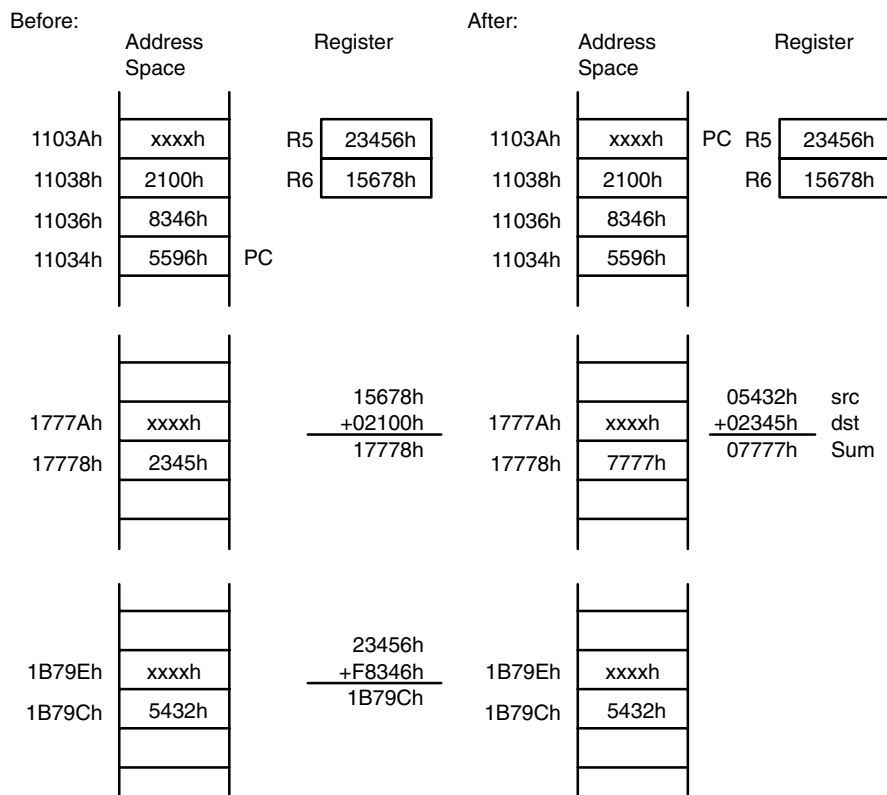 Before:
Address Space
Register
1103Ah xxxxh R5 23456h
11038h 2100h R6 15678h
11036h 8346h
11034h 5596h PC
15678h
1777Ah xxxxh +02100h
17778h 2345h 17778h
23456h
1B79Eh xxxxh +F8346h
1B79Ch 5432h 1B79Ch
After:
Address Space
Register
1103Ah xxxxh PC R5 23456h
11038h 2100h R6 15678h
11036h 8346h
11034h 5596h
05432h src
1777Ah xxxxh +02345h dst
17778h 7777h 07777h Sum
1B79Eh xxxxh
1B79Ch 5432h